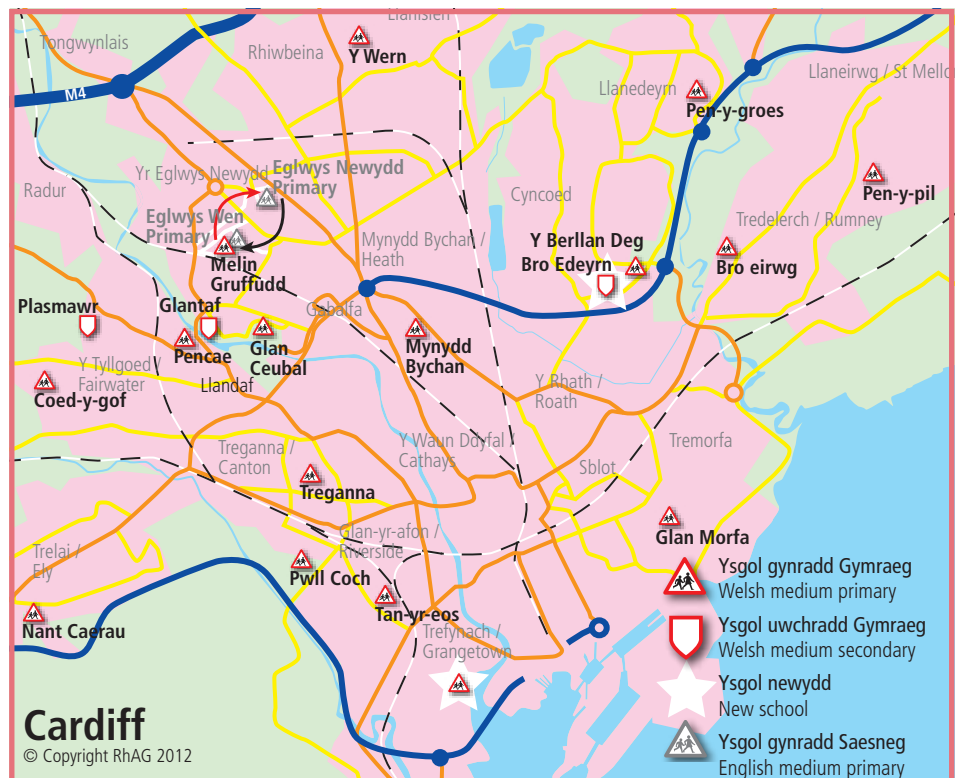 Llanisien
Tongwynlais
Rhiwbeina
Y Wern
Llaneirwg / St Mello
Llanedeyrn
M4
Pen-y-groes
Yr Eglwys Newydd
Eglwys Newydd
Primary
Radur
Cyncoed
Pen-y-pil
Eglwys Wen
Primary
Tredelerch / Rumney
Mynydd Bychan /
Heath
Y Berllan Deg
Bro Edeyrn
Bro eirwg
Melin
Gruffudd
Plasmawr
Glantaf
Gabalfa
Pencae
Glan
Ceubal
Mynydd
Bychan
Y Tyllgoed /
Fairwater
Llandaf
Coed-y-gof
Y Rhath /
Roath
Treganna /
Canton
Y Waun Ddyfal /
Cathays
Tremorfa
Sblot
Treganna
Glan-yr-afon /
Riverside
Glan Morfa
Trelai /
Ely
Pwll Coch
Tan-yr-eos
Nant Caerau
Trefynach /
Grangetown
Ysgol gynradd Gymraeg
Welsh medium primary
Ysgol uwchradd Gymraeg
Welsh medium secondary
Ysgol newydd
New school
Ysgol gynradd Saesneg
English medium primary
Cardiff
© Copyright RhAG 2012